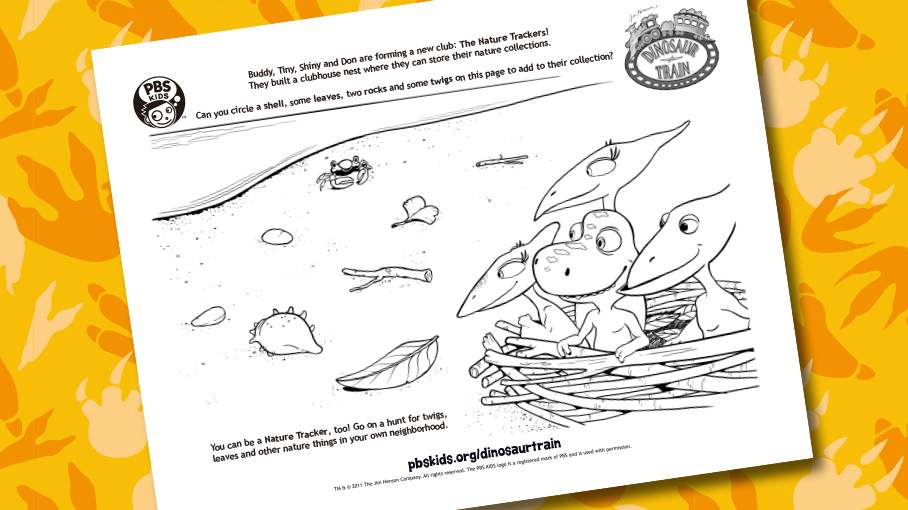 Buddy, Tiny, Shiny and Don are forming a new club: The Nature Trackers!
They built a clubhouse nest where they can store their nature collections.
Can you circle a shell, some leaves, two rocks and some twigs on this page to add to their collection?
PBS
KIDS
Jim Henson's
DINOSAUR
TRAIN
You can be a Nature Tracker, too! Go on a hunt for twigs,
leaves and other nature things in your own neighborhood.
pbskids.org/dinosaurtrain
TM & © 2011 The Jim Henson Company. All rights reserved. The PBS KIDS logo is a registered mark of PBS and is used with permission.